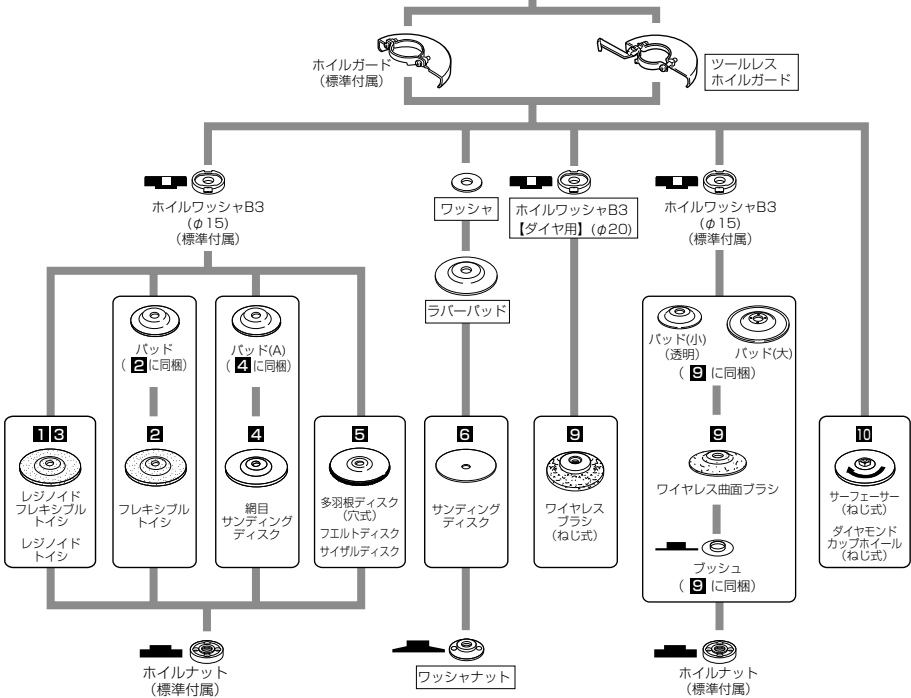 ホイルガード
(標準付属)
ツールレス
ホイルガード
ホイルワッシャB3
(φ15)
(標準付属)
ワッシャ
ホイルワッシャB3
【ダイヤ用】(φ20)
ホイルワッシャB3
(φ15)
(標準付属)
ラバーパッド
パッド
( 2 に同梱)
パッド(A)
( 4 に同梱)
パッド(小)
(透明)
パッド(大)
( 9 に同梱)
1 3
レジノイド
フレキシブル
トイシ
レジノイド
トイシ
2
フレキシブル
トイシ
4
網目
サンディング
ディスク
5
多羽根ディスク
(穴式)
フエルトディスク
サイザルディスク
6
サンディング
ディスク
9
ワイヤレス
ブラシ
(ねじ式)
9
ワイヤレス曲面ブラシ
ブッシュ
( 9 に同梱)
10
サーフェーサー
(ねじ式)
ダイヤモンド
カップホイール
(ねじ式)
ホイルナット
(標準付属)
ワッシャナット
ホイルナット
(標準付属)